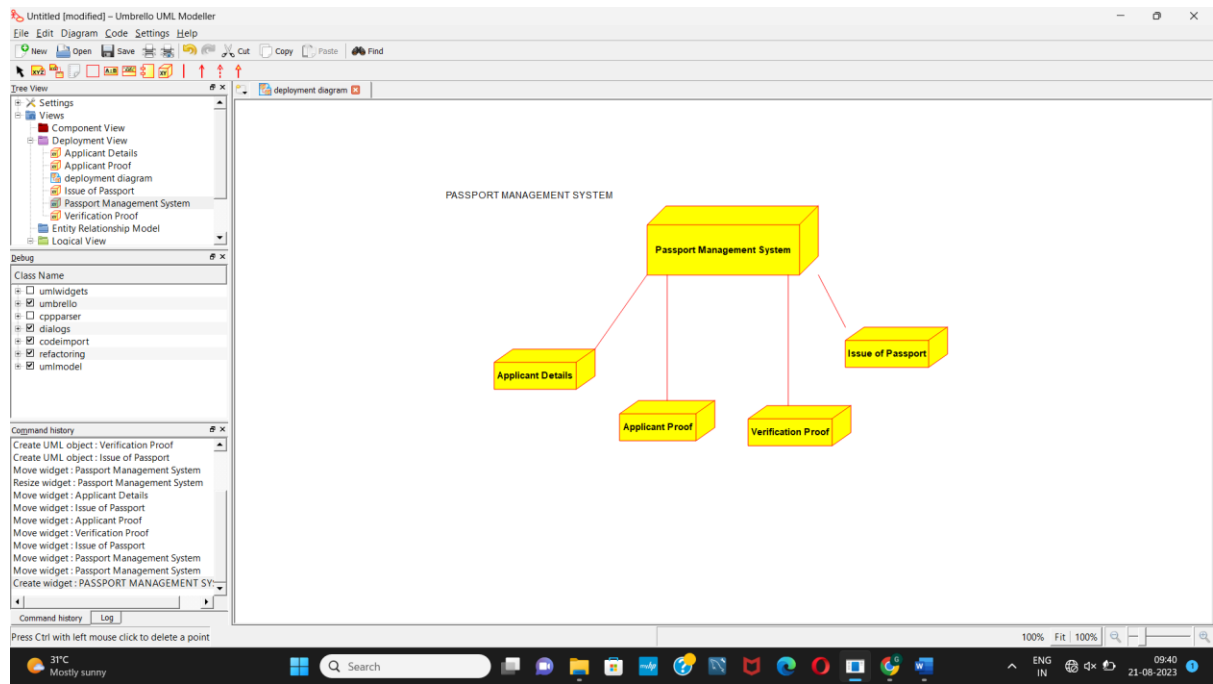 Untitled [modified] – Umbrello UML Modeller
File Edit Diagram Code Settings Help
New Open Save Cut Copy Paste Find
Tree View
deployment diagram
Settings
Views
Component View
Deployment View
Applicant Details
Applicant Proof
deployment diagram
Issue of Passport
Passport Management System
Verification Proof
Entity Relationship Model
Logical View
Debug
Class Name
umlwidgets
umbrello
cppparser
dialogs
codeimport
refactoring
umlmodel
Command history
Create UML object : Verification Proof
Create UML object : Issue of Passport
Move widget : Passport Management System
Resize widget : Passport Management System
Move widget : Applicant Details
Move widget : Issue of Passport
Move widget : Applicant Proof
Move widget : Verification Proof
Move widget : Issue of Passport
Move widget : Passport Management System
Move widget : Passport Management System
Create widget : PASSPORT MANAGEMENT SY
Command history Log
PASSPORT MANAGEMENT SYSTEM
Passport Management System
Issue of Passport
Applicant Details
Applicant Proof
Verification Proof
Press Ctrl with left mouse click to delete a point
100% Fit 100%
31°C
Mostly sunny
Search
ENG
IN
09:40
21-08-2023
1